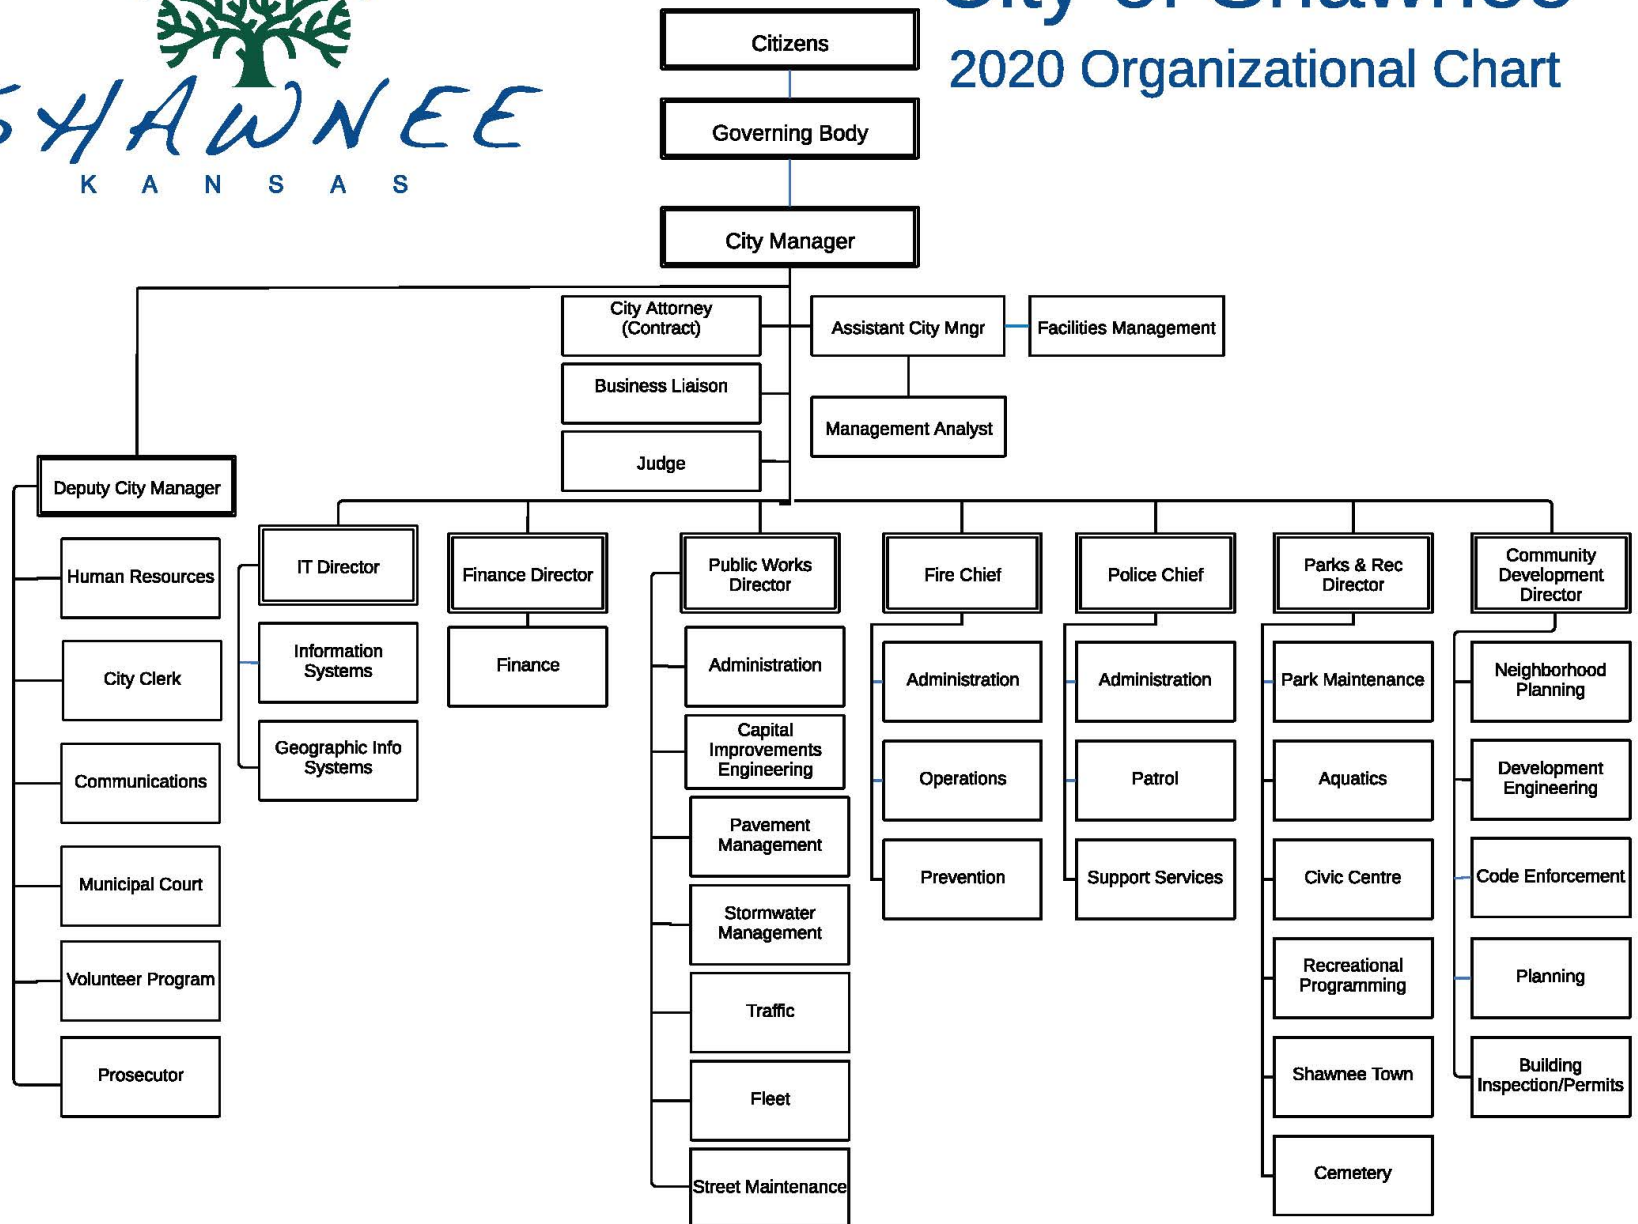 City of Shawnee
2020 Organizational Chart
SHAWNEE
KANSAS
Citizens
Governing Body
City Manager
City Attorney
(Contract)
Assistant City Mngr
Facilities Management
Business Liaison
Management Analyst
Judge
Deputy City Manager
Human Resources
City Clerk
Communications
Municipal Court
Volunteer Program
Prosecutor
IT Director
Information
Systems
Geographic Info
Systems
Finance Director
Finance
Public Works
Director
Administration
Capital
Improvements
Engineering
Pavement
Management
Stormwater
Management
Traffic
Fleet
Street Maintenance
Fire Chief
Administration
Operations
Prevention
Police Chief
Administration
Patrol
Support Services
Parks & Rec
Director
Park Maintenance
Aquatics
Civic Centre
Recreational
Programming
Shawnee Town
Cemetery
Community
Development
Director
Neighborhood
Planning
Development
Engineering
Code Enforcement
Planning
Building
Inspection/Permits